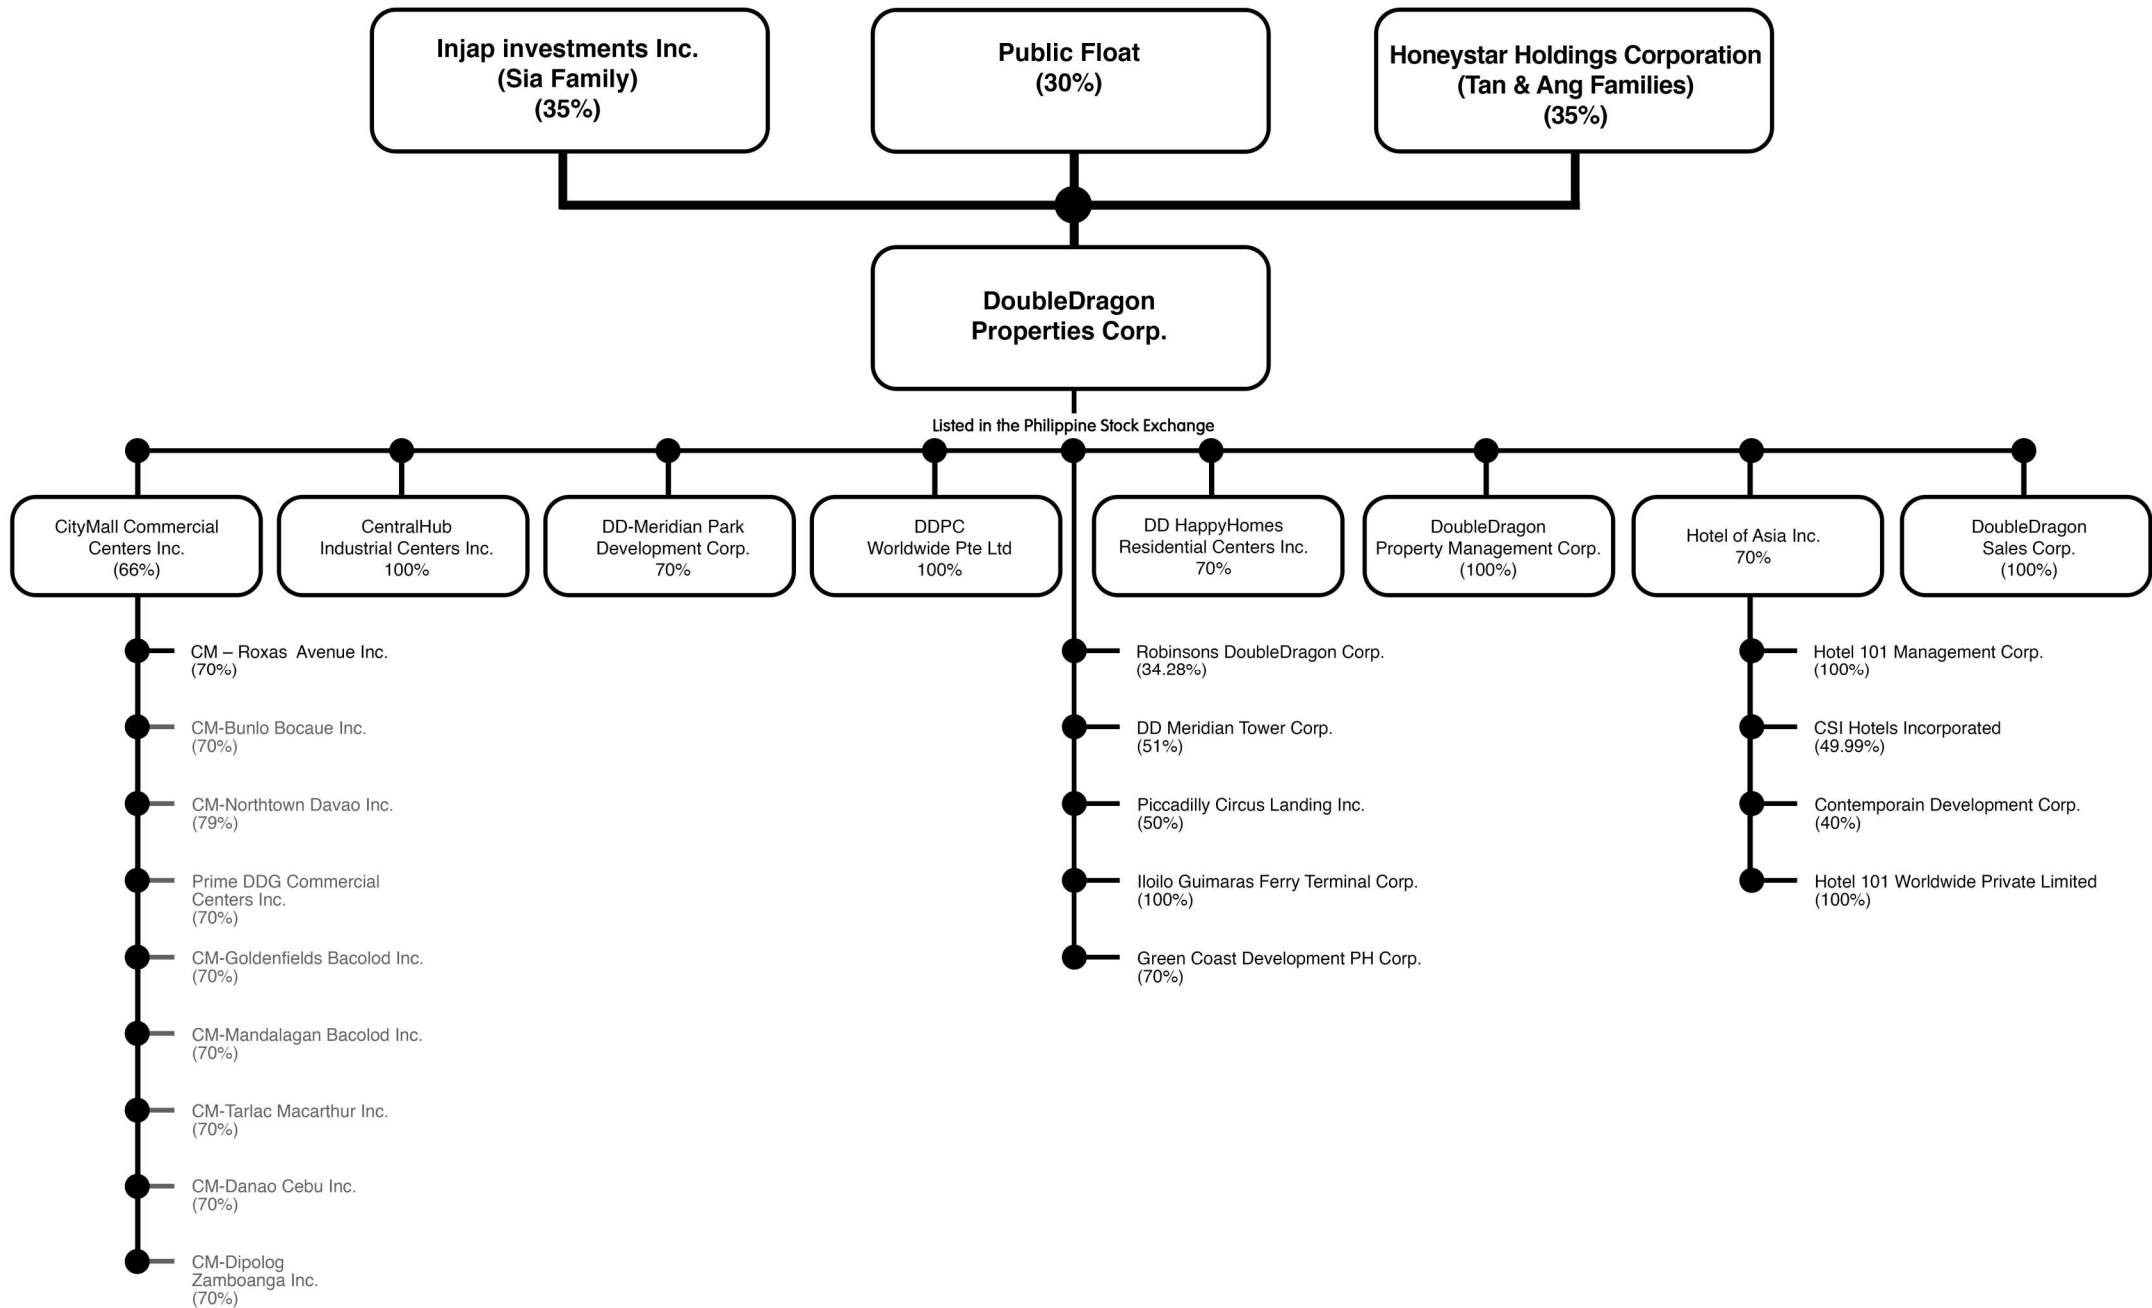 Injap investments Inc.
(Sia Family)
(35%)
Public Float
(30%)
Honeystar Holdings Corporation
(Tan & Ang Families)
(35%)
DoubleDragon
Properties Corp.
Listed in the Philippine Stock Exchange
CityMall Commercial
Centers Inc.
(66%)
CentralHub
Industrial Centers Inc.
100%
DD-Meridian Park
Development Corp.
70%
DDPC
Worldwide Pte Ltd
100%
DD HappyHomes
Residential Centers Inc.
70%
DoubleDragon
Property Management Corp.
(100%)
Hotel of Asia Inc.
70%
DoubleDragon
Sales Corp.
(100%)
CM – Roxas Avenue Inc.
(70%)
CM-Bunlo Bocaue Inc.
(70%)
CM-Northtown Davao Inc.
(79%)
Prime DDG Commercial
Centers Inc.
(70%)
CM-Goldenfields Bacolod Inc.
(70%)
CM-Mandalagan Bacolod Inc.
(70%)
CM-Tarlac Macarthur Inc.
(70%)
CM-Danao Cebu Inc.
(70%)
CM-Dipolog
Zamboanga Inc.
(70%)
Robinsons DoubleDragon Corp.
(34.28%)
DD Meridian Tower Corp.
(51%)
Piccadilly Circus Landing Inc.
(50%)
Iloilo Guimaras Ferry Terminal Corp.
(100%)
Green Coast Development PH Corp.
(70%)
Hotel 101 Management Corp.
(100%)
CSI Hotels Incorporated
(49.99%)
Contemporain Development Corp.
(40%)
Hotel 101 Worldwide Private Limited
(100%)